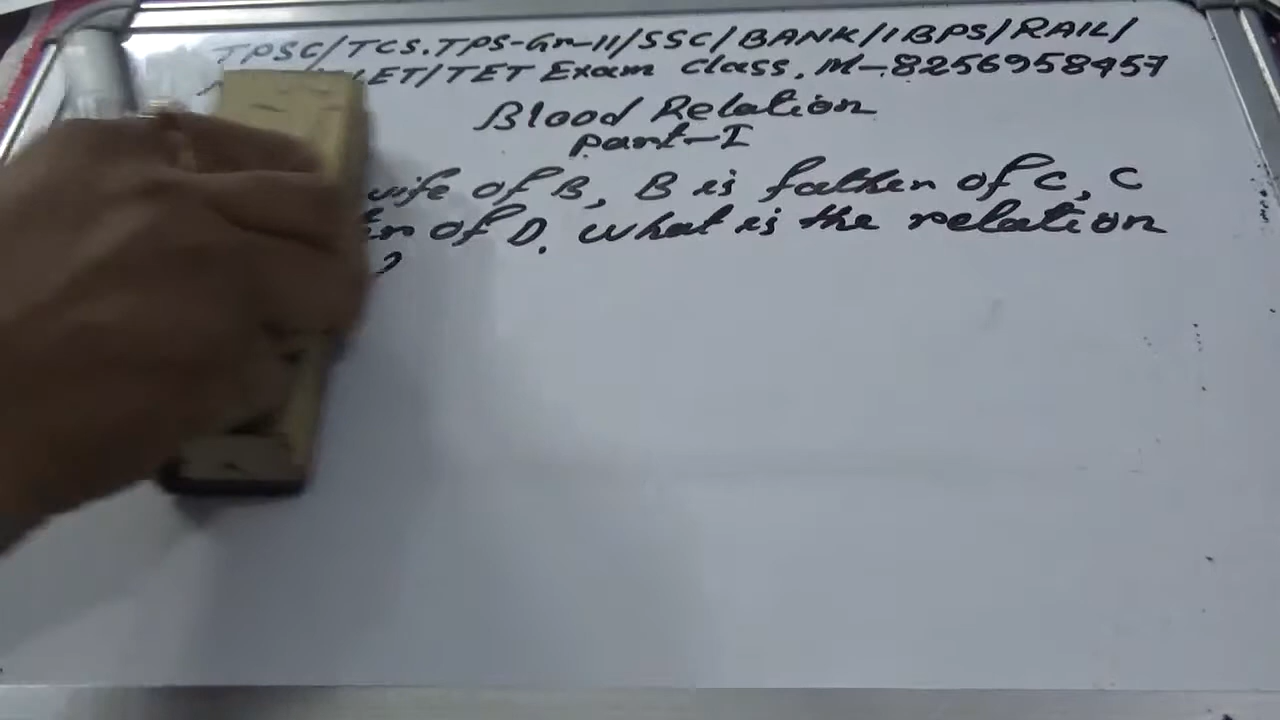 TPSC/TCS.TPS-Gr-II/SSC/BANK/IBPS/RAIL/
LET/TET Exam class. M-8256958457
Blood Relation
Part-I
wife of B, B is father of C, C
of D. What is the relation
?